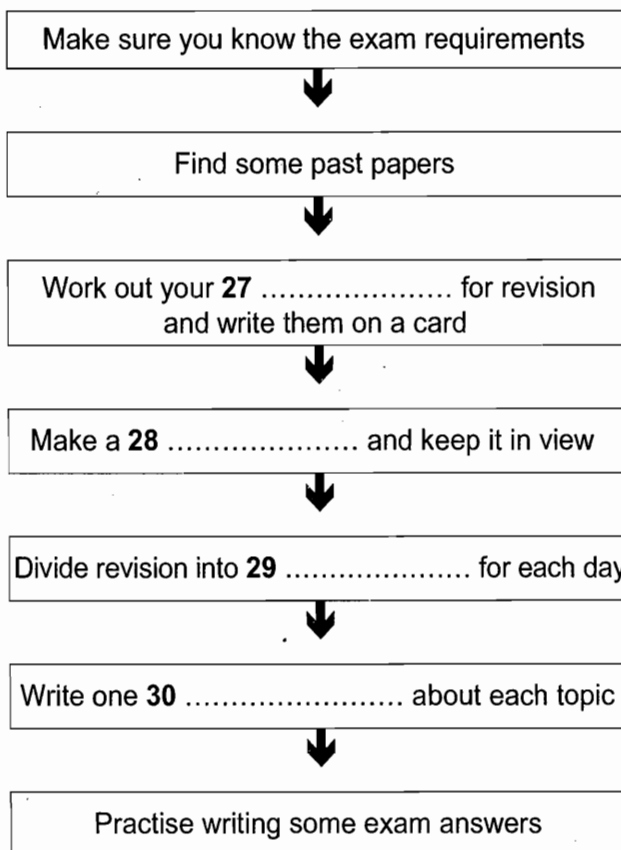 Make sure you know the exam requirements
Find some past papers
Work out your 27 ..................... for revision
and write them on a card
Make a 28 ..................... and keep it in view
Divide revision into 29 ..................... for each day
Write one 30 ........................ about each topic
Practise writing some exam answers